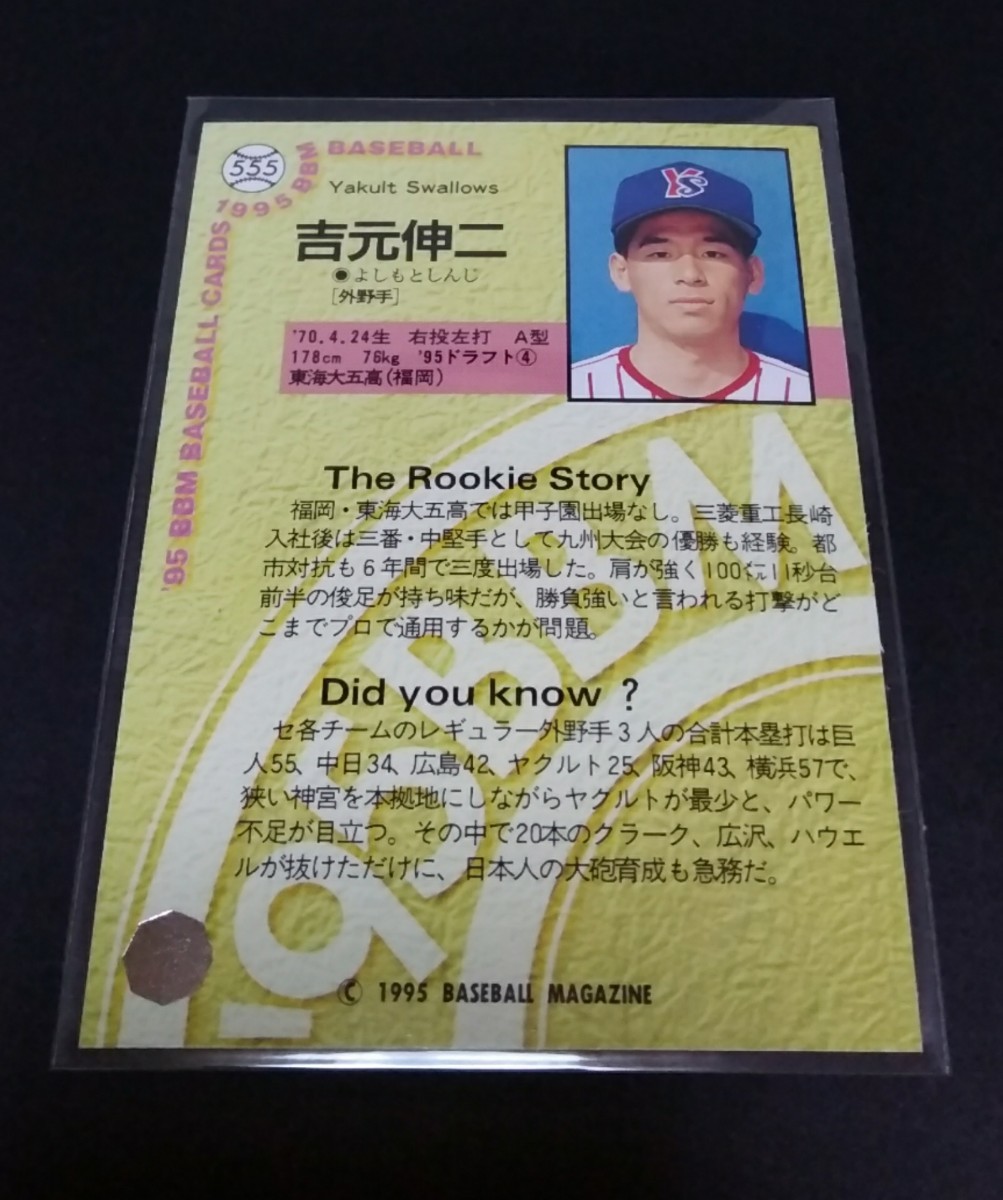 555
1995 BBM BASEBALL
'95 BBM BASEBALL CARDS
Yakult Swallows
YS
吉元伸二
●よしもとしんじ
[外野手]
'70.4.24生 右投左打 A型
178cm 76kg '95ドラフト④
東海大五高(福岡)
The Rookie Story
福岡・東海大五高では甲子園出場なし。三菱重工長崎
入社後は三番・中堅手として九州大会の優勝も経験。都
市対抗も6年間で三度出場した。肩が強く100㍍11秒台
前半の俊足が持ち味だが、勝負強いと言われる打撃がど
こまでプロで通用するかが問題。
Did you know ?
セ各チームのレギュラー外野手3人の合計本塁打は巨
人55、中日34、広島42、ヤクルト25、阪神43、横浜57で、
狭い神宮を本拠地にしながらヤクルトが最少と、パワー
不足が目立つ。その中で20本のクラーク、広沢、ハウエ
ルが抜けただけに、日本人の大砲育成も急務だ。
'95 BBM
© 1995 BASEBALL MAGAZINE